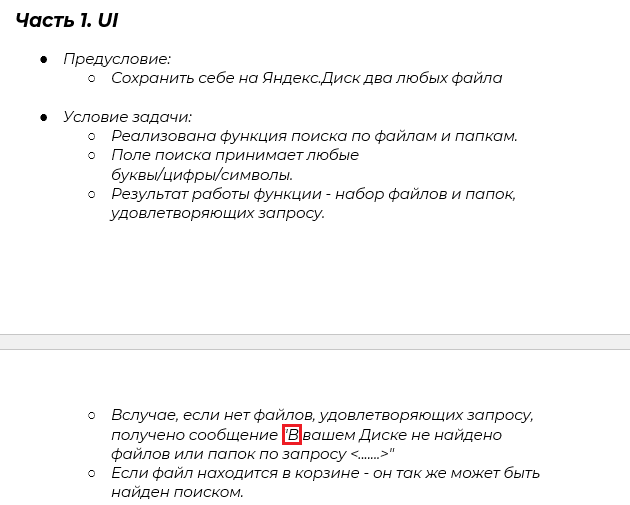 Часть 1. UI
● Предусловие:
○ Сохранить себе на Яндекс.Диск два любых файла
● Условие задачи:
○ Реализована функция поиска по файлам и папкам.
○ Поле поиска принимает любые
буквы/цифры/символы.
○ Результат работы функции - набор файлов и папок,
удовлетворяющих запросу.
○ Вслучае, если нет файлов, удовлетворяющих запросу,
получено сообщение "В вашем Диске не найдено
файлов или папок по запросу <.......>"
○ Если файл находится в корзине - он так же может быть
найден поиском.